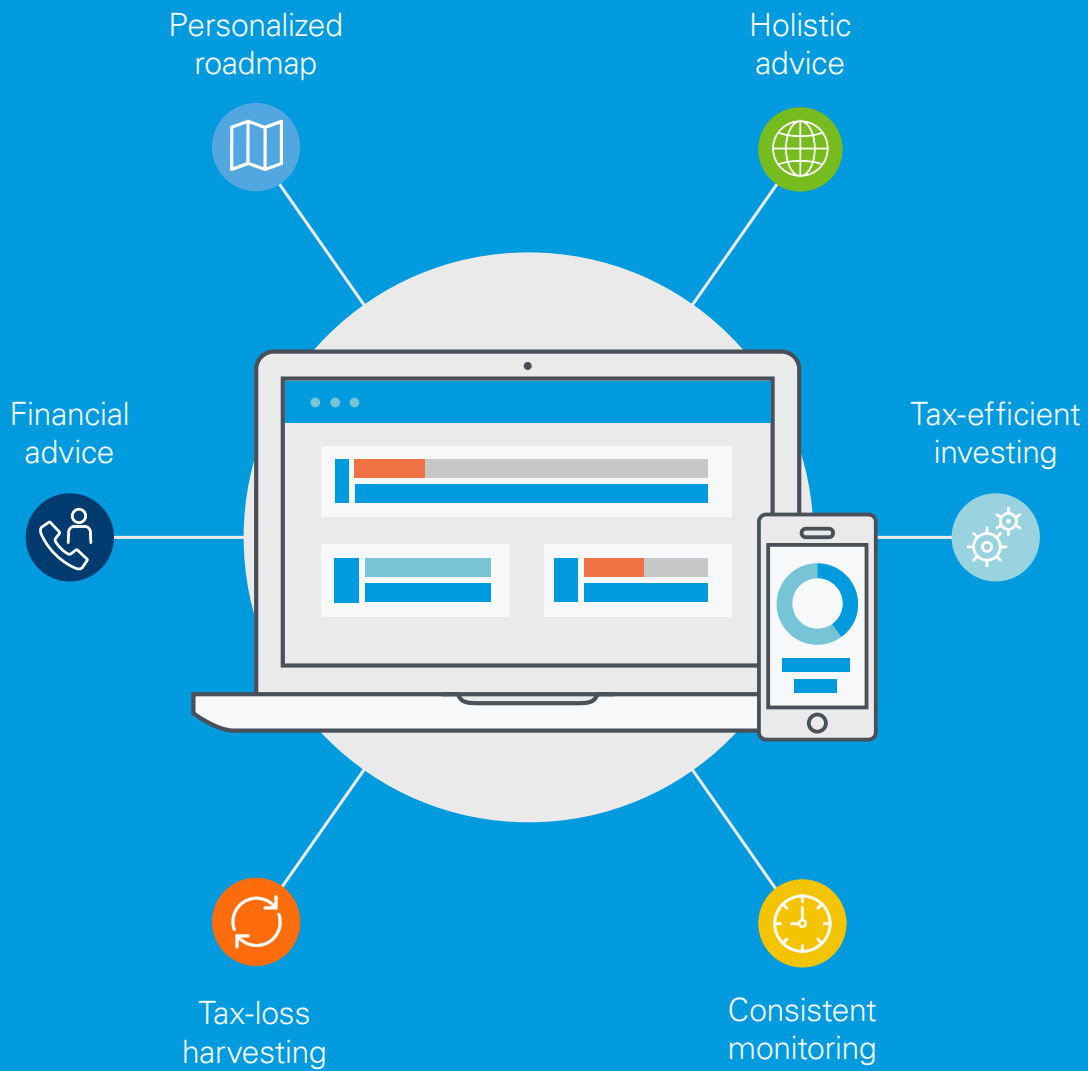 Personalized
roadmap
Holistic
advice
Financial
advice
Tax-efficient
investing
Tax-loss
harvesting
Consistent
monitoring